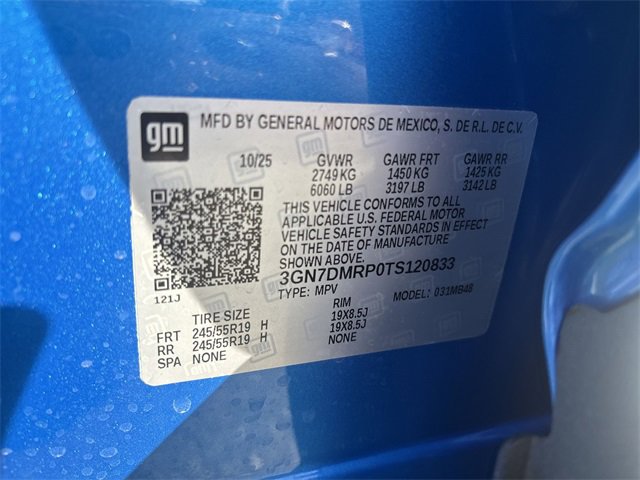 gm MFD BY GENERAL MOTORS DE MEXICO, S. DE R.L. DE C.V.
10/25 GVWR GAWR FRT GAWR RR
2749 KG 1450 KG 1425 KG
6060 LB 3197 LB 3142 LB
THIS VEHICLE CONFORMS TO ALL
APPLICABLE U.S. FEDERAL MOTOR
VEHICLE SAFETY STANDARDS IN EFFECT
ON THE DATE OF MANUFACTURE
SHOWN ABOVE.
3GN7DMRP0TS120833
121J TYPE: MPV MODEL: 031MB48
TIRE SIZE RIM
FRT 245/55R19 H 19X8.5J
RR 245/55R19 H 19X8.5J
SPA NONE NONE